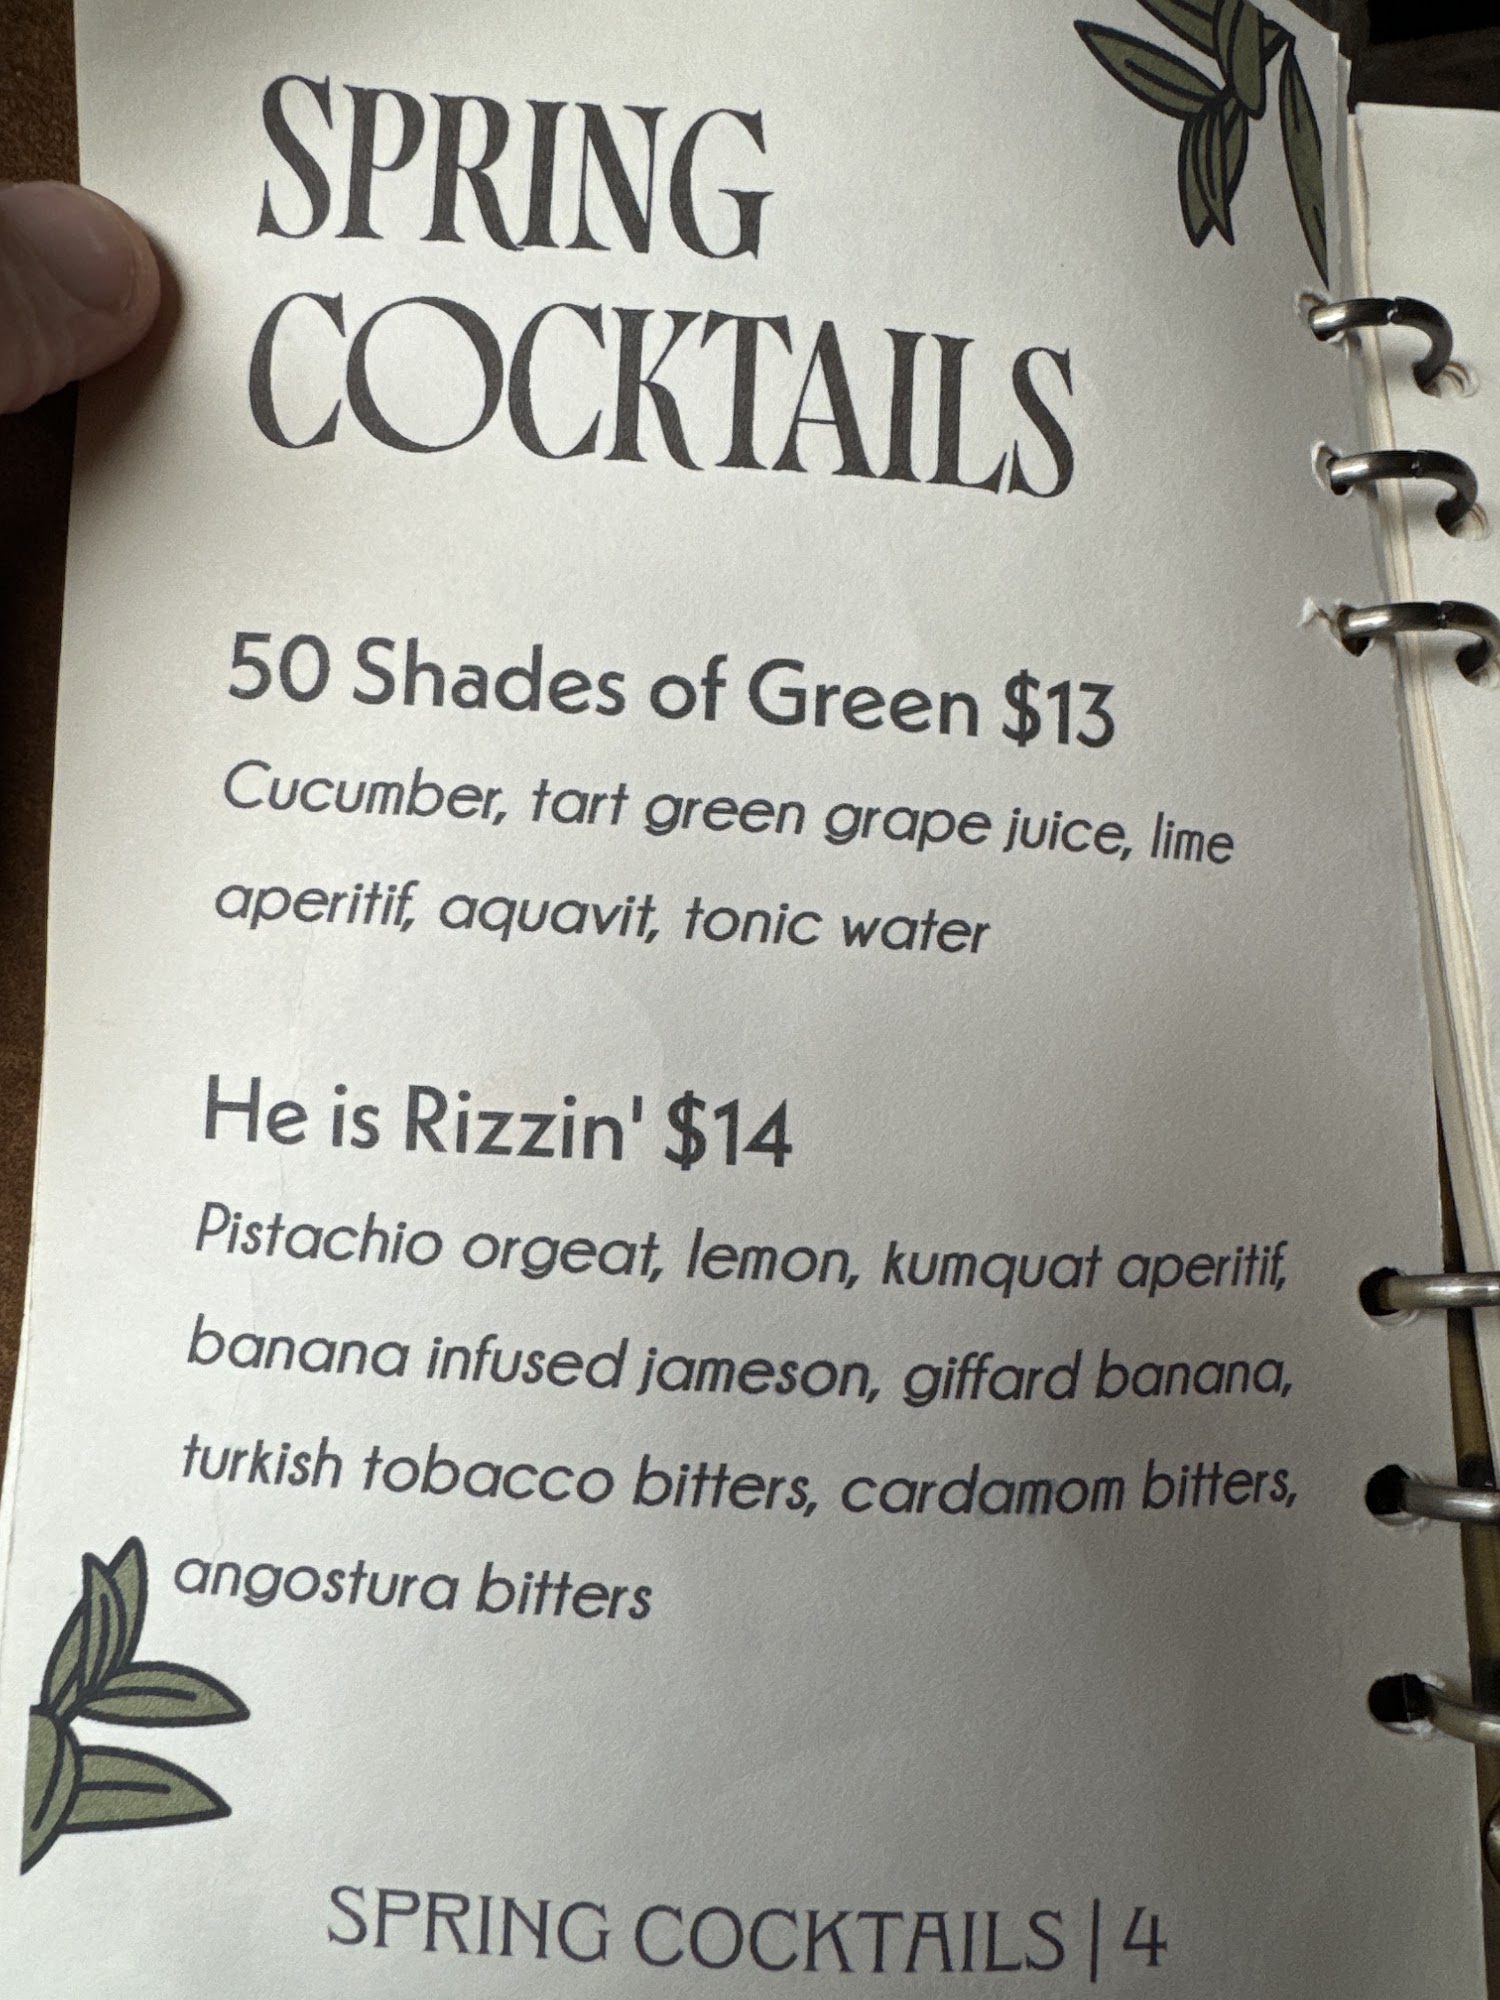 SPRING
COCKTAILS
50 Shades of Green $13
Cucumber, tart green grape juice, lime
aperitif, aquavit, tonic water
He is Rizzin' $14
Pistachio orgeat, lemon, kumquat aperitif,
banana infused jameson, giffard banana,
turkish tobacco bitters, cardamom bitters,
angostura bitters
SPRING COCKTAILS | 4